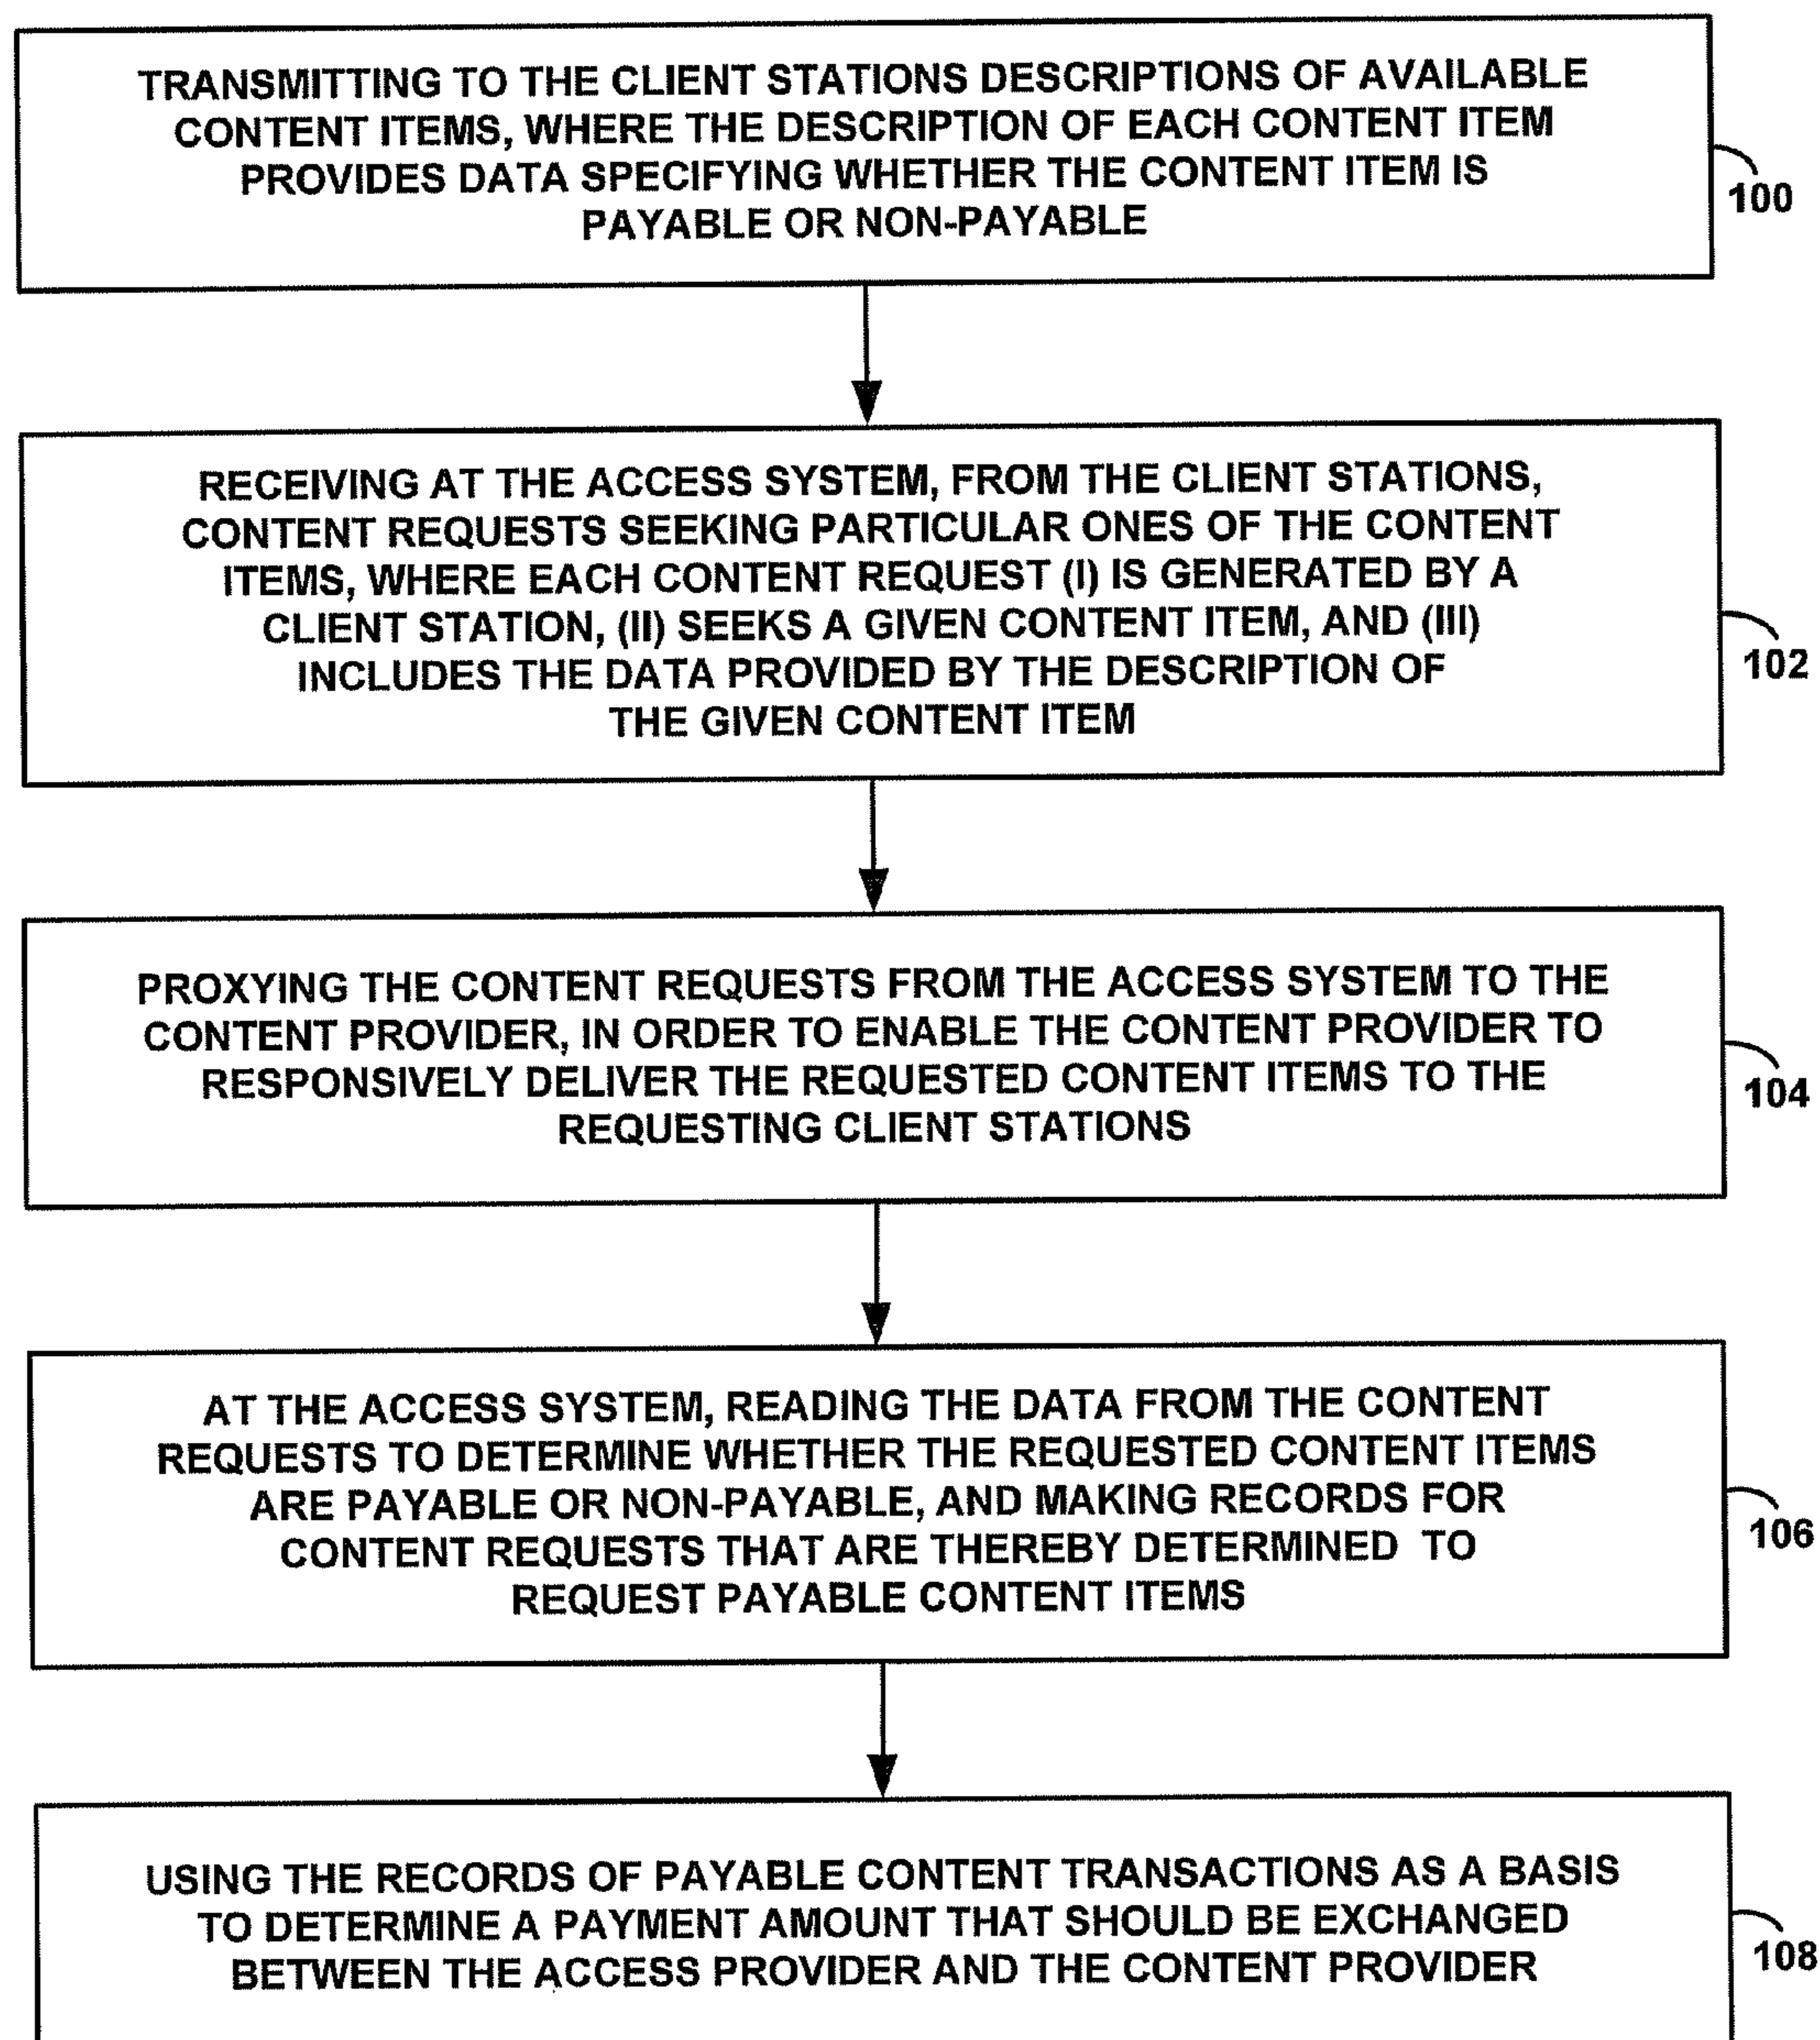 TRANSMITTING TO THE CLIENT STATIONS DESCRIPTIONS OF AVAILABLE
CONTENT ITEMS, WHERE THE DESCRIPTION OF EACH CONTENT ITEM
PROVIDES DATA SPECIFYING WHETHER THE CONTENT ITEM IS
PAYABLE OR NON-PAYABLE
100
RECEIVING AT THE ACCESS SYSTEM, FROM THE CLIENT STATIONS,
CONTENT REQUESTS SEEKING PARTICULAR ONES OF THE CONTENT
ITEMS, WHERE EACH CONTENT REQUEST (I) IS GENERATED BY A
CLIENT STATION, (II) SEEKS A GIVEN CONTENT ITEM, AND (III)
INCLUDES THE DATA PROVIDED BY THE DESCRIPTION OF
THE GIVEN CONTENT ITEM
102
PROXYING THE CONTENT REQUESTS FROM THE ACCESS SYSTEM TO THE
CONTENT PROVIDER, IN ORDER TO ENABLE THE CONTENT PROVIDER TO
RESPONSIVELY DELIVER THE REQUESTED CONTENT ITEMS TO THE
REQUESTING CLIENT STATIONS
104
AT THE ACCESS SYSTEM, READING THE DATA FROM THE CONTENT
REQUESTS TO DETERMINE WHETHER THE REQUESTED CONTENT ITEMS
ARE PAYABLE OR NON-PAYABLE, AND MAKING RECORDS FOR
CONTENT REQUESTS THAT ARE THEREBY DETERMINED TO
REQUEST PAYABLE CONTENT ITEMS
106
USING THE RECORDS OF PAYABLE CONTENT TRANSACTIONS AS A BASIS
TO DETERMINE A PAYMENT AMOUNT THAT SHOULD BE EXCHANGED
BETWEEN THE ACCESS PROVIDER AND THE CONTENT PROVIDER
108